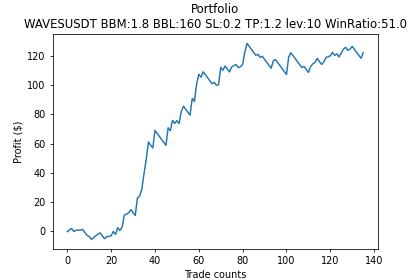 Portfolio
WAVESUSDT BBM:1.8 BBL:160 SL:0.2 TP:1.2 lev:10 WinRatio:51.0
120
100
80
60
40
20
0
Profit ($)
0 20 40 60 80 100 120 140
Trade counts